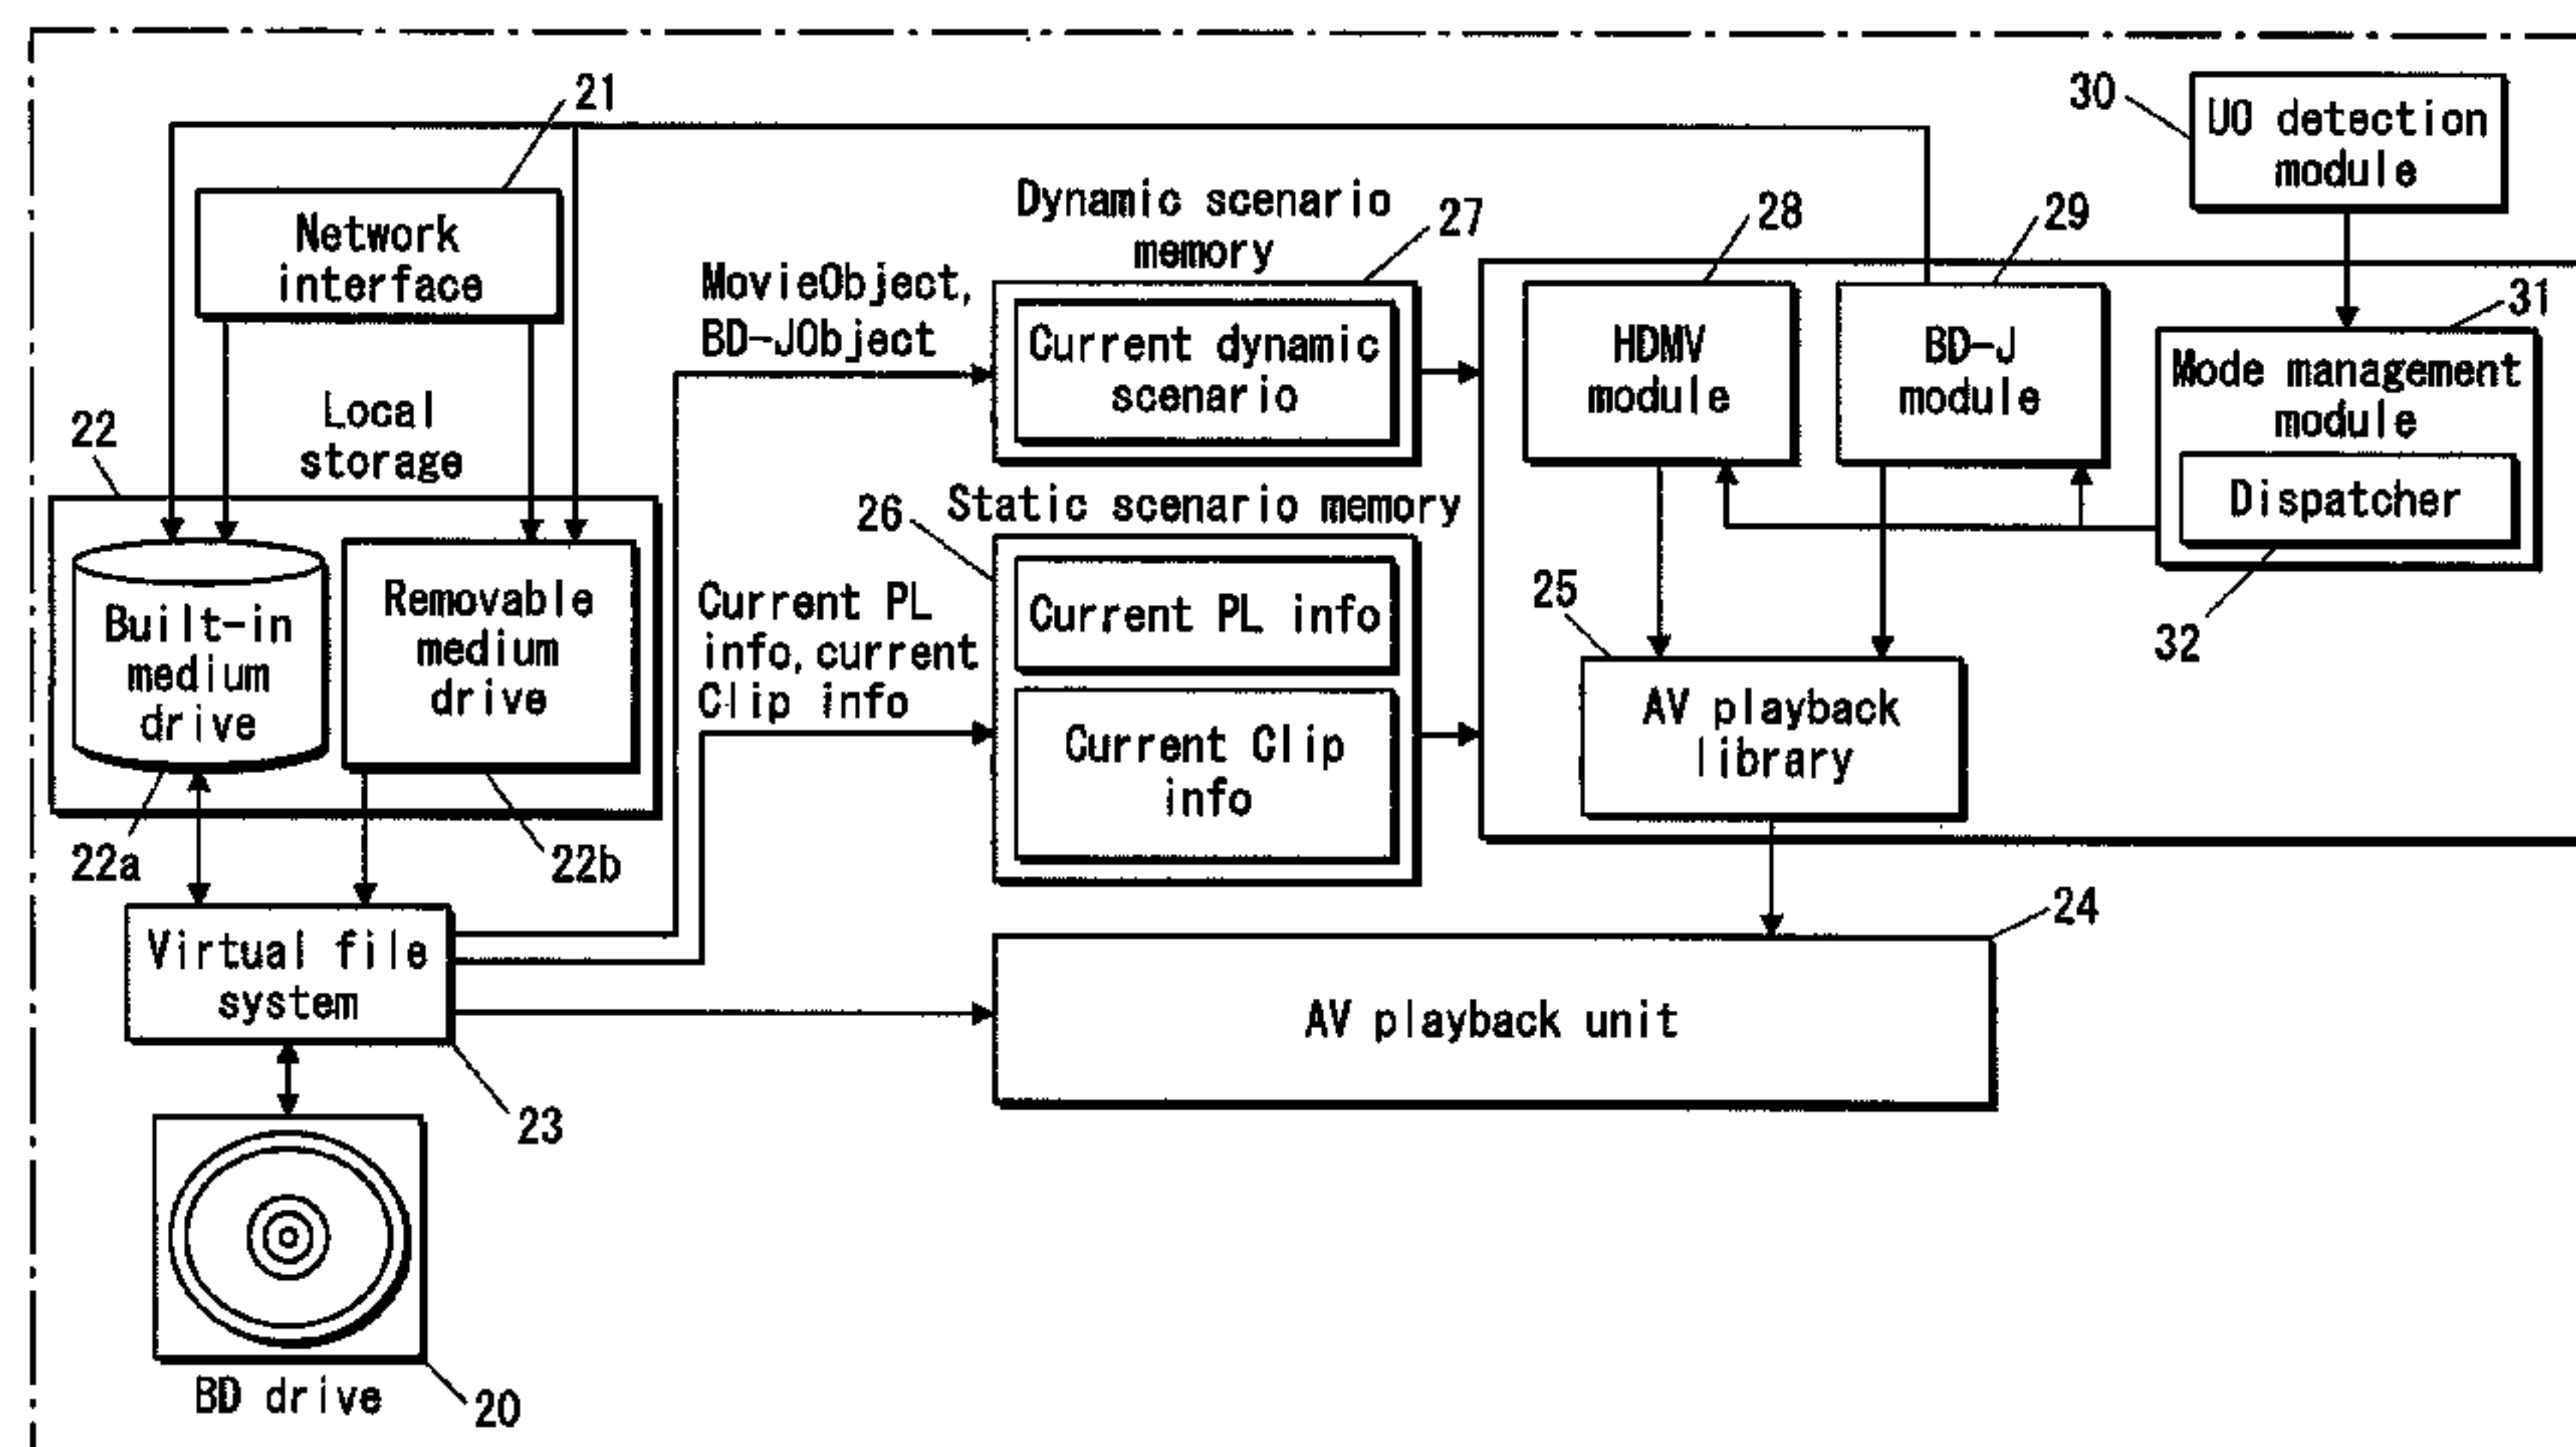 21
Network
interface
Local
storage
22
Built-in
medium
drive
Removable
medium
drive
22a
22b
Virtual file
system
23
BD drive
20
MovieObject,
BD-JObject
Current PL
info, current
Clip info
Dynamic scenario
memory
27
Current dynamic
scenario
26
Static scenario memory
Current PL info
Current Clip
info
28
HDMV
module
29
BD-J
module
30
UO detection
module
31
Mode management
module
Dispatcher
32
25
AV playback
library
24
AV playback unit